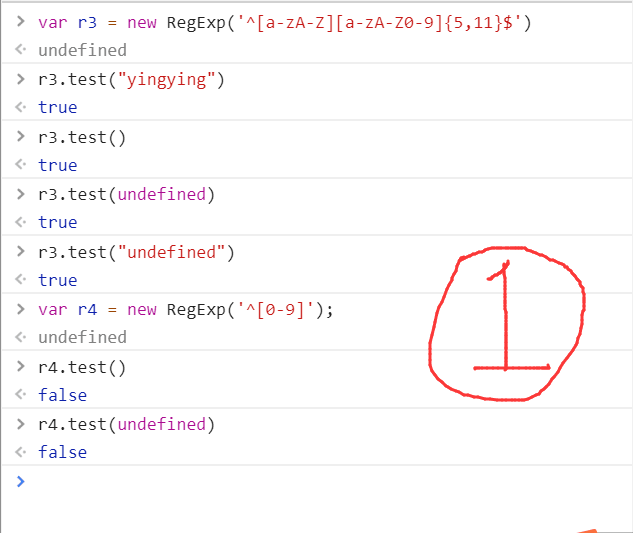 > var r3 = new RegExp('^[a-zA-Z][a-zA-Z0-9]{5,11}$')
undefined
> r3.test("yingying")
true
> r3.test()
true
> r3.test(undefined)
true
> r3.test("undefined")
true
> var r4 = new RegExp('^[0-9]');
undefined
> r4.test()
false
> r4.test(undefined)
false
>
1